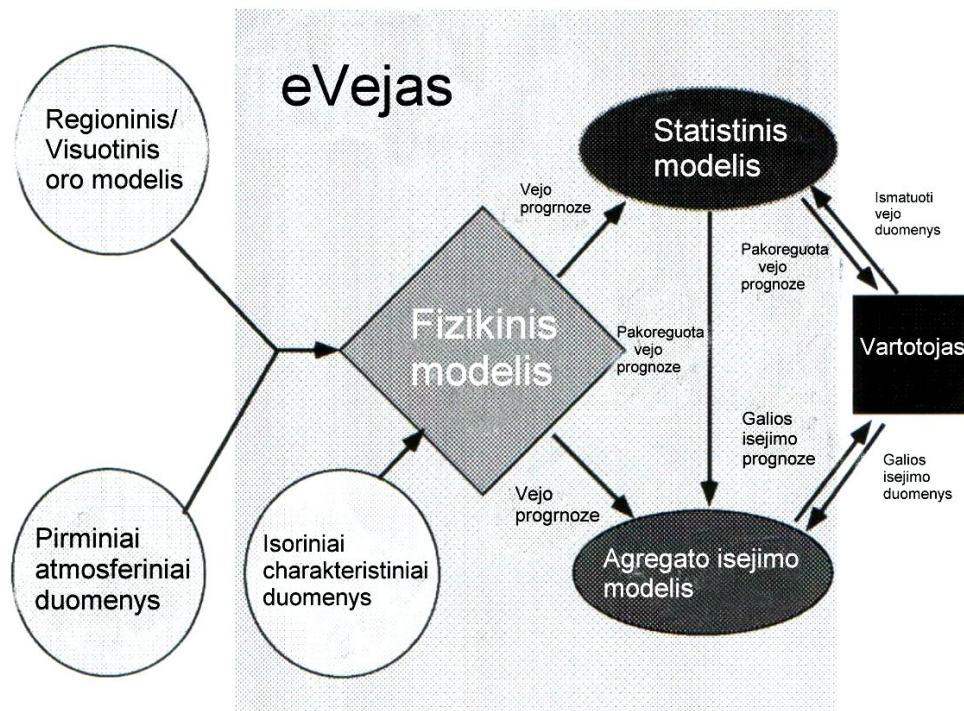 eVejas
Regioninis/
Visuotinis
oro modelis
Statistinis
modelis
Vejo
progrnoze
Ismatuoti
vejo
duomenys
Pakoreguota
vejo
prognoze
Fizikinis
modelis
Pakoreguota
vejo
prognoze
Vartotojas
Galios
isejimo
prognoze
Galios
isejimo
duomenys
Vejo
progrnoze
Pirminiai
atmosferiniai
duomenys
Isoriniai
charakteristiniai
duomenys
Agregato isejimo
modelis